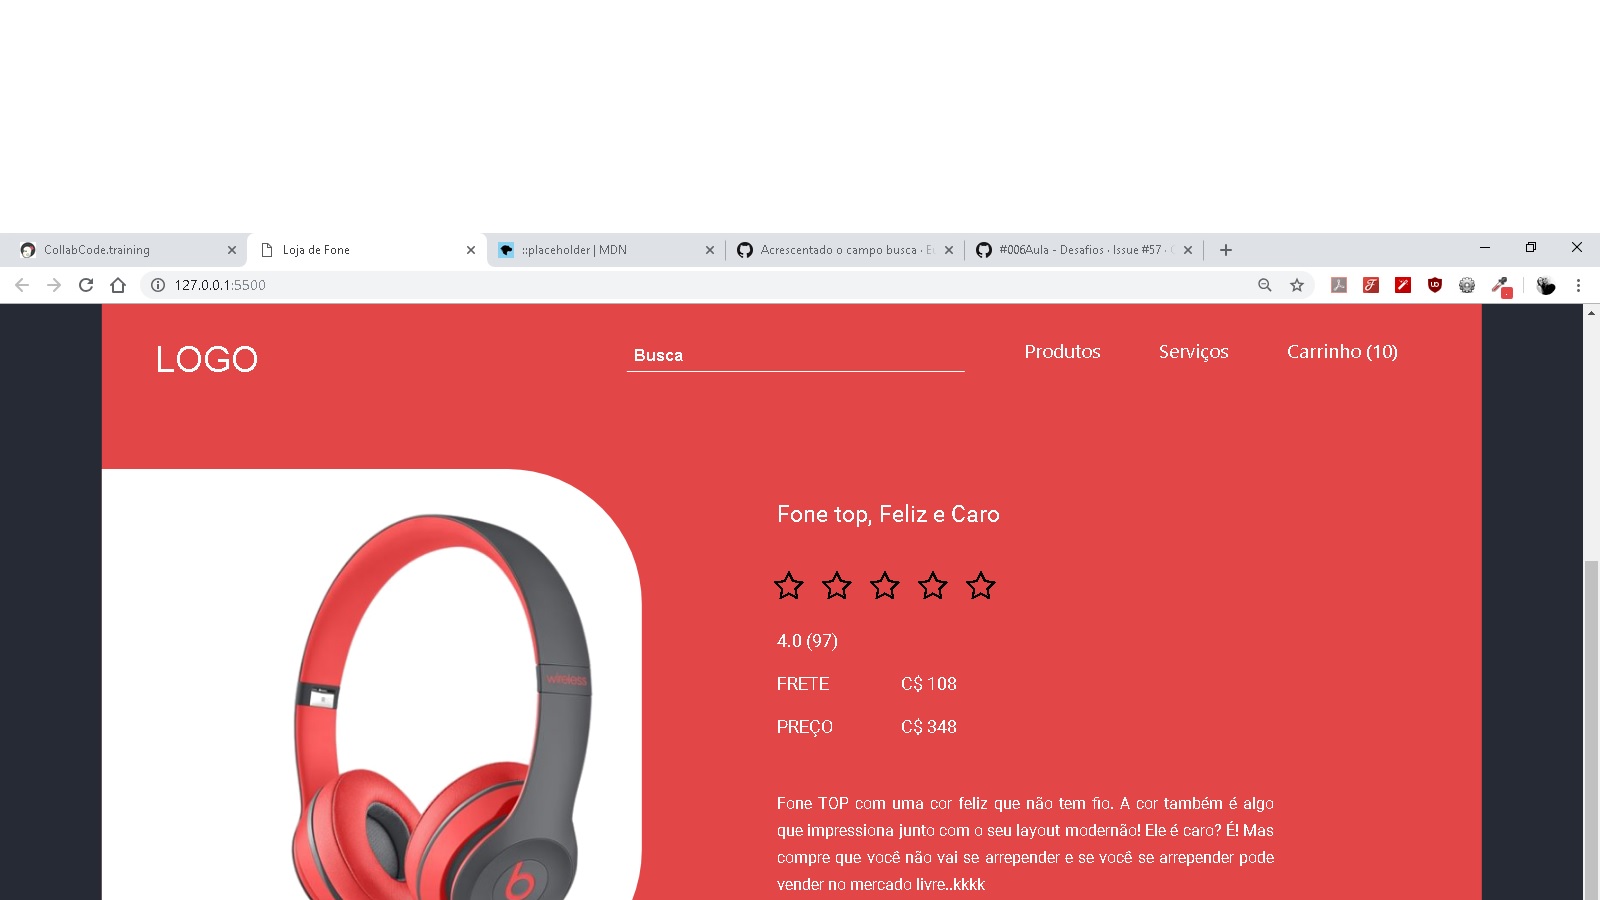 CollabCode.training
Loja de Fone
::placeholder | MDN
Acrescentado o campo busca ·
#006Aula - Desafios · Issue #57 ·
127.0.0.1:5500
LOGO
Busca
Produtos
Serviços
Carrinho (10)
Fone top, Feliz e Caro
4.0 (97)
FRETE C$ 108
PREÇO C$ 348
Fone TOP com uma cor feliz que não tem fio. A cor também é algo
que impressiona junto com o seu layout modernão! Ele é caro? É! Mas
compre que você não vai se arrepender e se você se arrepender pode
vender no mercado livre..kkkk
wireless
b